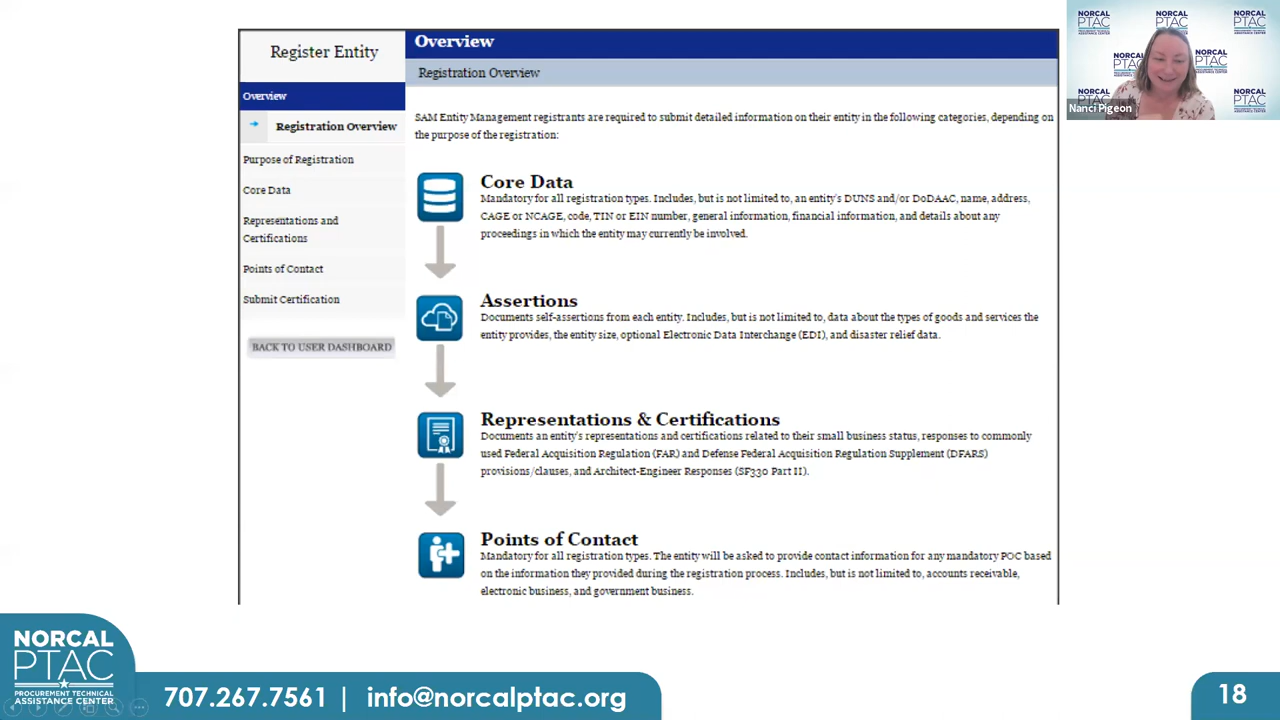 Register Entity
Overview
Registration Overview
Purpose of Registration
Core Data
Representations and
Certifications
Points of Contact
Submit Certification
BACK TO USER DASHBOARD
Overview
Registration Overview
SAM Entity Management registrants are required to submit detailed information on their entity in the following categories, depending on
the purpose of the registration:
Core Data
Mandatory for all registration types. Includes, but is not limited to, an entity's DUNS and/or DoDAAC, name, address,
CAGE or NCAGE, code, TIN or EIN number, general information, financial information, and details about any
proceedings in which the entity may currently be involved.
Assertions
Documents self-assertions from each entity. Includes, but is not limited to, data about the types of goods and services the
entity provides, the entity size, optional Electronic Data Interchange (EDI), and disaster relief data.
Representations & Certifications
Documents an entity's representations and certifications related to their small business status, responses to commonly
used Federal Acquisition Regulation (FAR) and Defense Federal Acquisition Regulation Supplement (DFARS)
provisions/clauses, and Architect-Engineer Responses (SF330 Part II).
Points of Contact
Mandatory for all registration types. The entity will be asked to provide contact information for any mandatory POC based
on the information they provided during the registration process. Includes, but is not limited to, accounts receivable,
electronic business, and government business.
NORCAL
PTAC
NORCAL
PTAC
NORCAL
PTAC
NORCAL
NORCAL
NORCAL
PTAC
NORCAL
PTAC
Nanci Pigeon
NORCAL
PTAC
PROCUREMENT TECHNICAL
ASSISTANCE CENTER
707.267.7561 | info@norcalptac.org
18